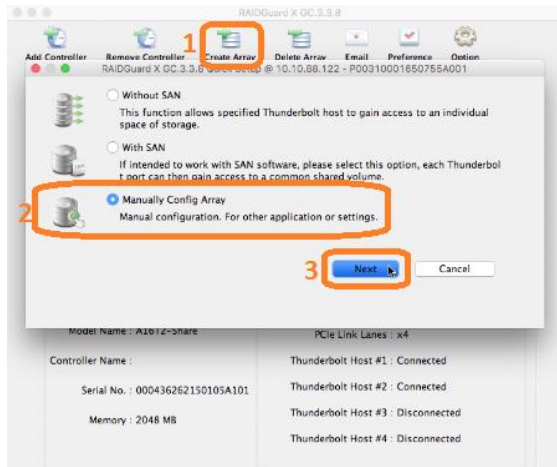 RAIDGuard X GC.3.3.8
1
Add Controller Remove Controller Create Array Delete Array Email Preference Option
RAIDGuard X GC.3.3.8 Quick Setup @ 10.10.88.122 - P003100016507​55A001
Without SAN
This function allows specified Thunderbolt host to gain access to an individual
space of storage.
With SAN
If intended to work with SAN software, please select this option, each Thunderbol
t port can then gain access to a common shared volume.
2
Manually Config Array
Manual configuration. For other application or settings.
3
Next Cancel
Model Name : A1612-Share PCIe Link Lanes : x4
Controller Name : Thunderbolt Host #1 : Connected
Serial No. : 000436262150105A101 Thunderbolt Host #2 : Connected
Memory : 2048 MB Thunderbolt Host #3 : Disconnected
Thunderbolt Host #4 : Disconnected